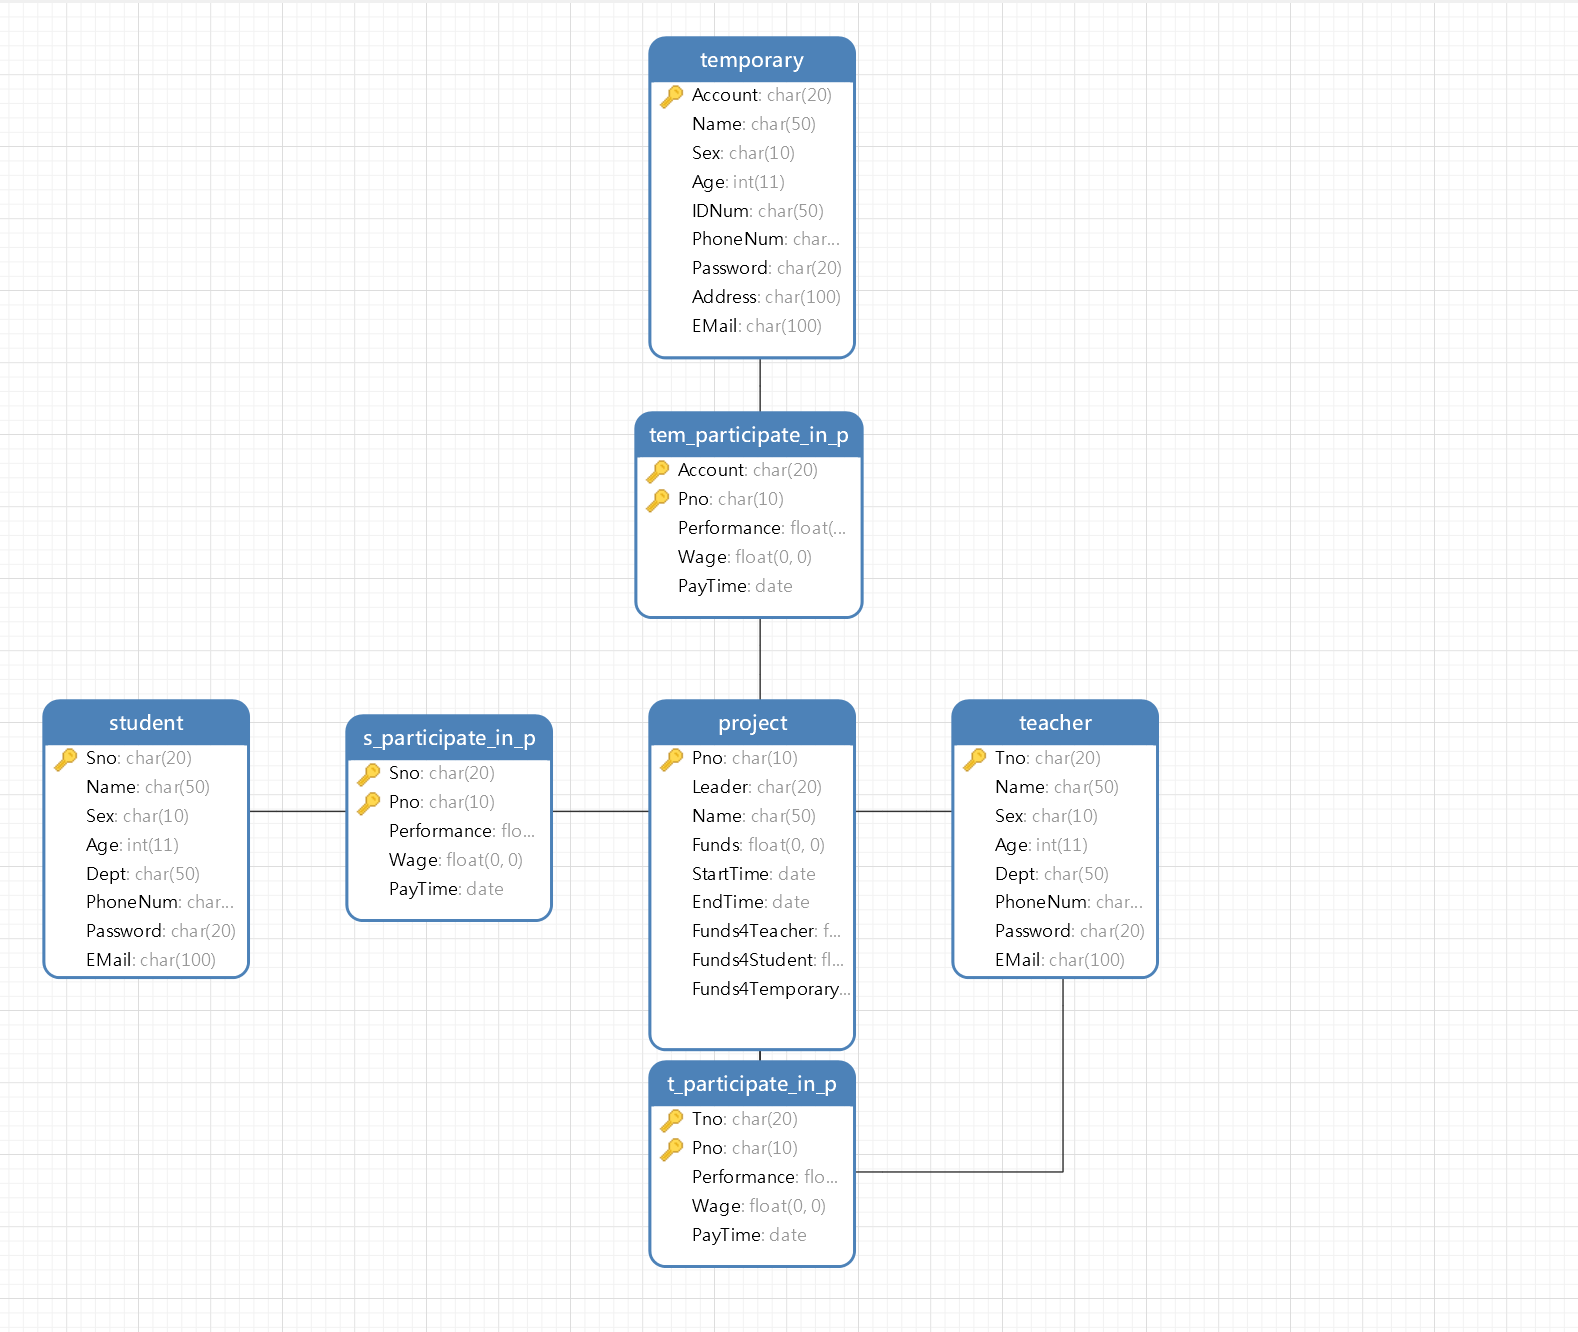 temporary
Account: char(20)
Name: char(50)
Sex: char(10)
Age: int(11)
IDNum: char(50)
PhoneNum: char...
Password: char(20)
Address: char(100)
EMail: char(100)
tem_participate_in_p
Account: char(20)
Pno: char(10)
Performance: float(...
Wage: float(0, 0)
PayTime: date
student
Sno: char(20)
Name: char(50)
Sex: char(10)
Age: int(11)
Dept: char(50)
PhoneNum: char...
Password: char(20)
EMail: char(100)
s_participate_in_p
Sno: char(20)
Pno: char(10)
Performance: flo...
Wage: float(0, 0)
PayTime: date
project
Pno: char(10)
Leader: char(20)
Name: char(50)
Funds: float(0, 0)
StartTime: date
EndTime: date
Funds4Teacher: f...
Funds4Student: fl...
Funds4Temporary...
teacher
Tno: char(20)
Name: char(50)
Sex: char(10)
Age: int(11)
Dept: char(50)
PhoneNum: char...
Password: char(20)
EMail: char(100)
t_participate_in_p
Tno: char(20)
Pno: char(10)
Performance: flo...
Wage: float(0, 0)
PayTime: date